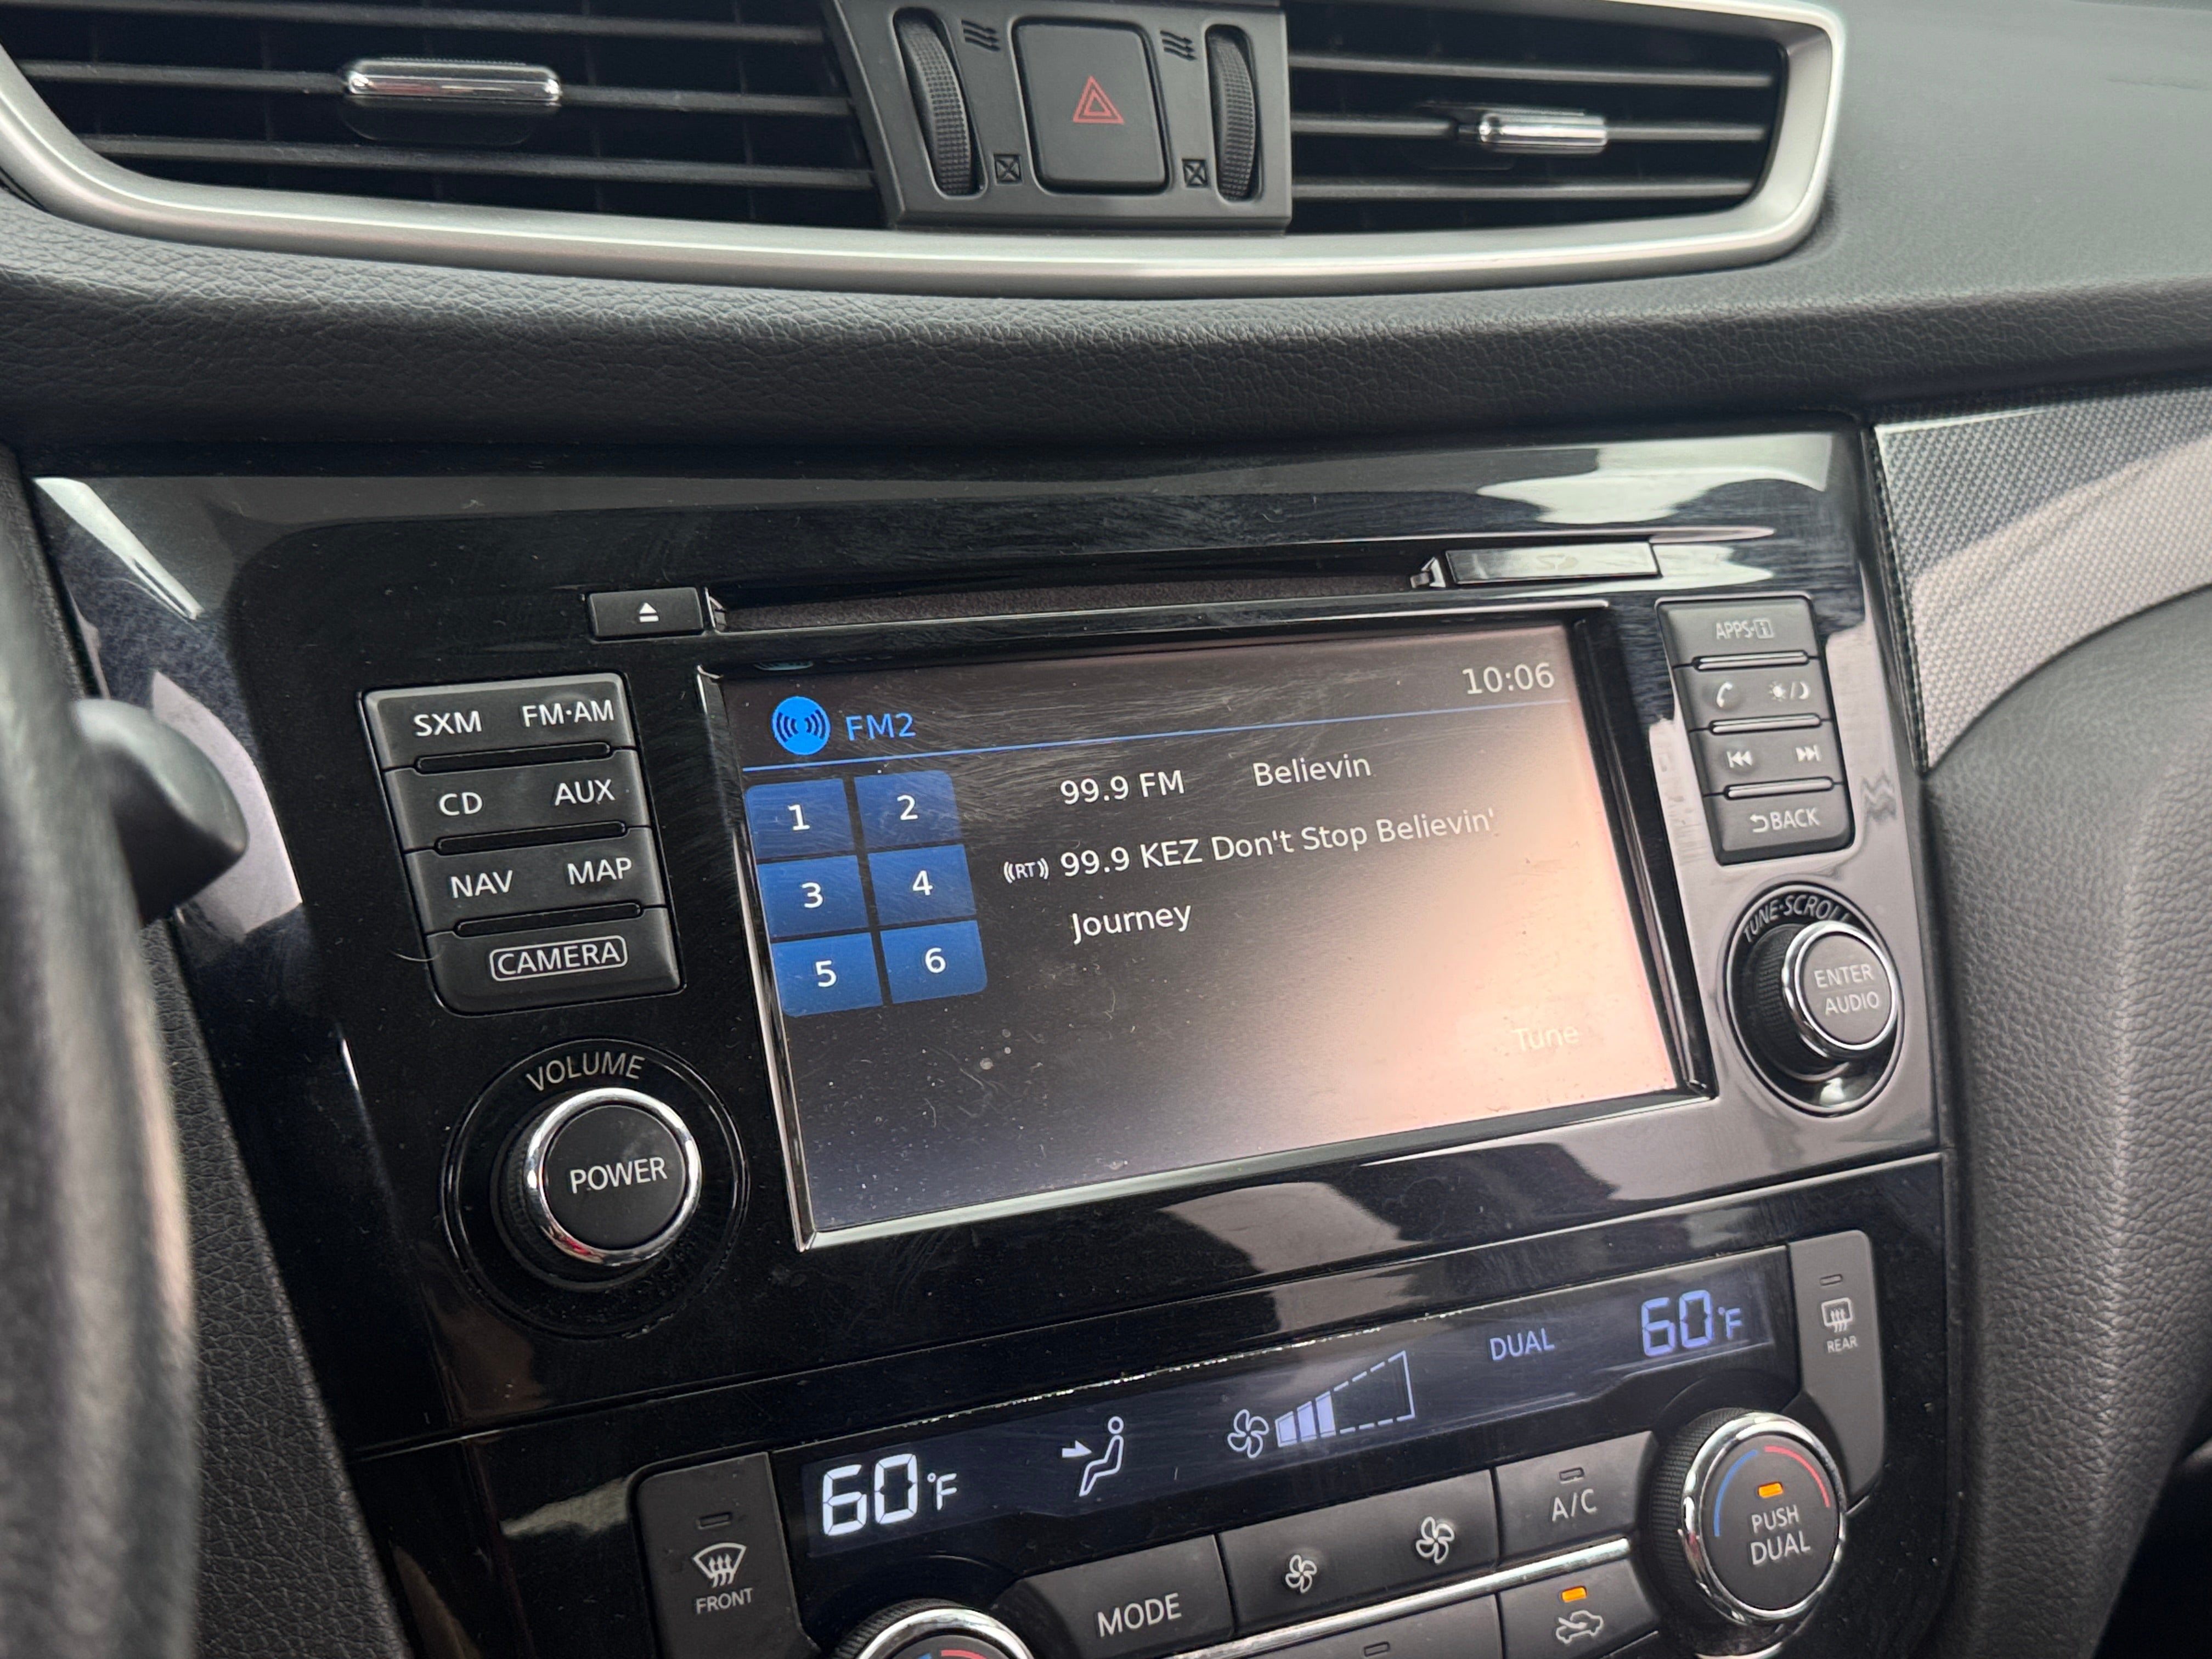 SXM FM·AM
CD AUX
NAV MAP
CAMERA
VOLUME
POWER
FM2
10:06
1 2
3 4
5 6
99.9 FM Believin
((RT)) 99.9 KEZ Don't Stop Believin'
Journey
Tune
APPS·i
BACK
TUNE·SCROLL
ENTER
AUDIO
60°F
DUAL
60°F
REAR
FRONT
MODE
A/C
PUSH
DUAL